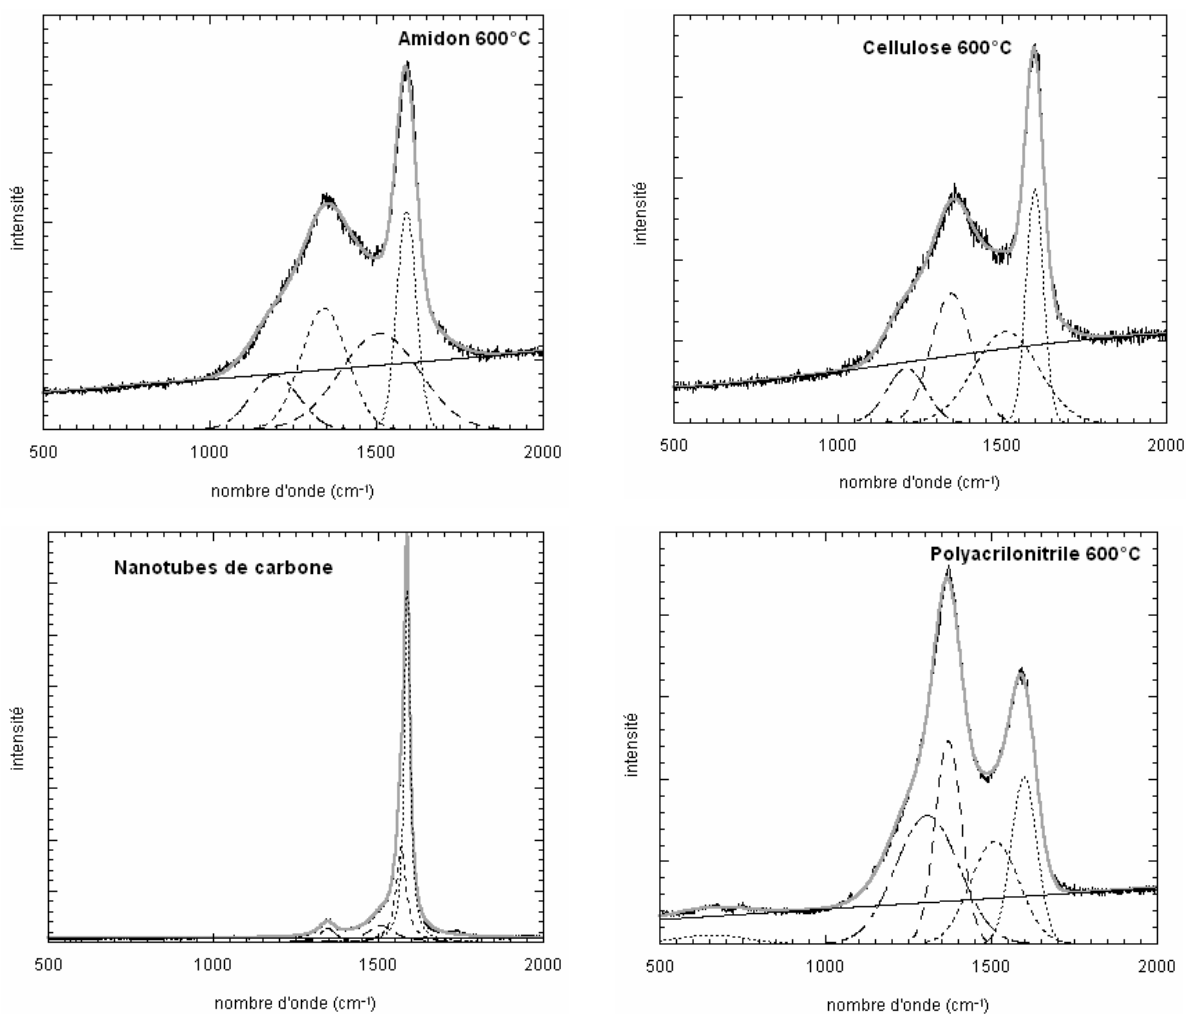 Amidon 600°C
intensité
500 1000 1500 2000
nombre d'onde (cm⁻¹)
Cellulose 600°C
intensité
500 1000 1500 2000
nombre d'onde (cm⁻¹)
Nanotubes de carbone
intensité
500 1000 1500 2000
nombre d'onde (cm⁻¹)
Polyacrilonitrile 600°C
intensité
500 1000 1500 2000
nombre d'onde (cm⁻¹)